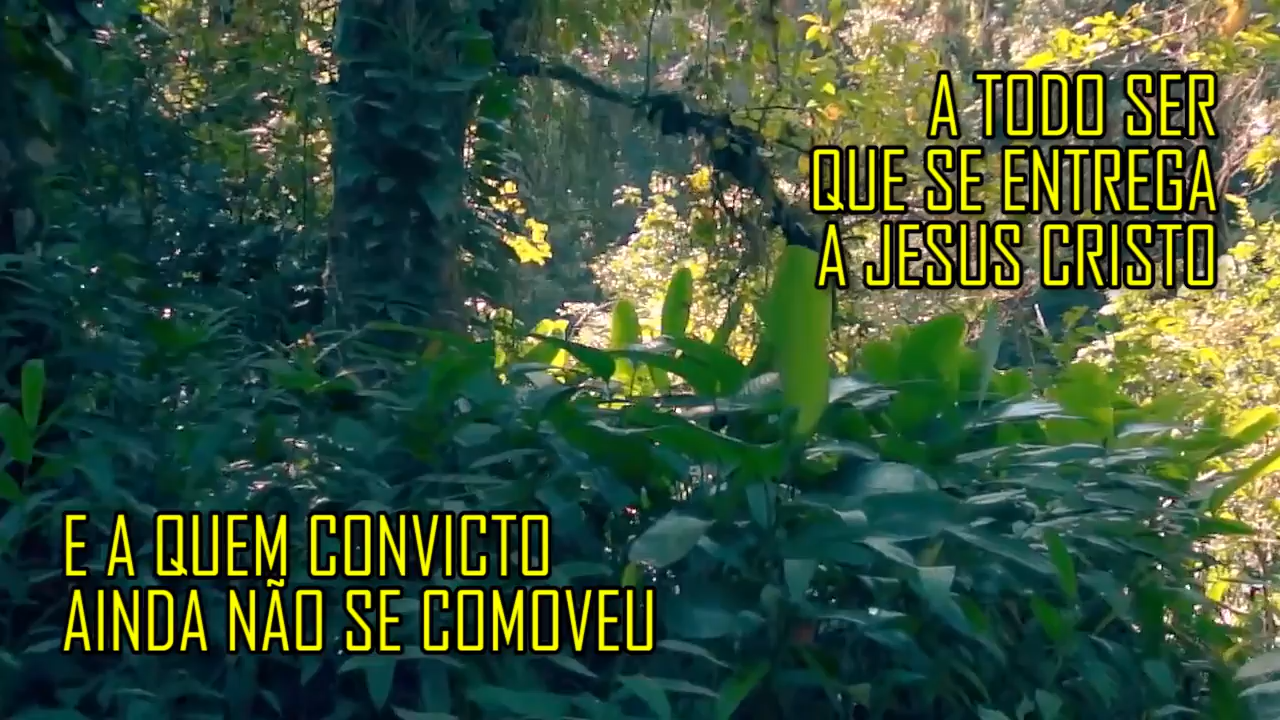 A TODO SER
QUE SE ENTREGA
A JESUS CRISTO
E A QUEM CONVICTO
AINDA NÃO SE COMOVEU